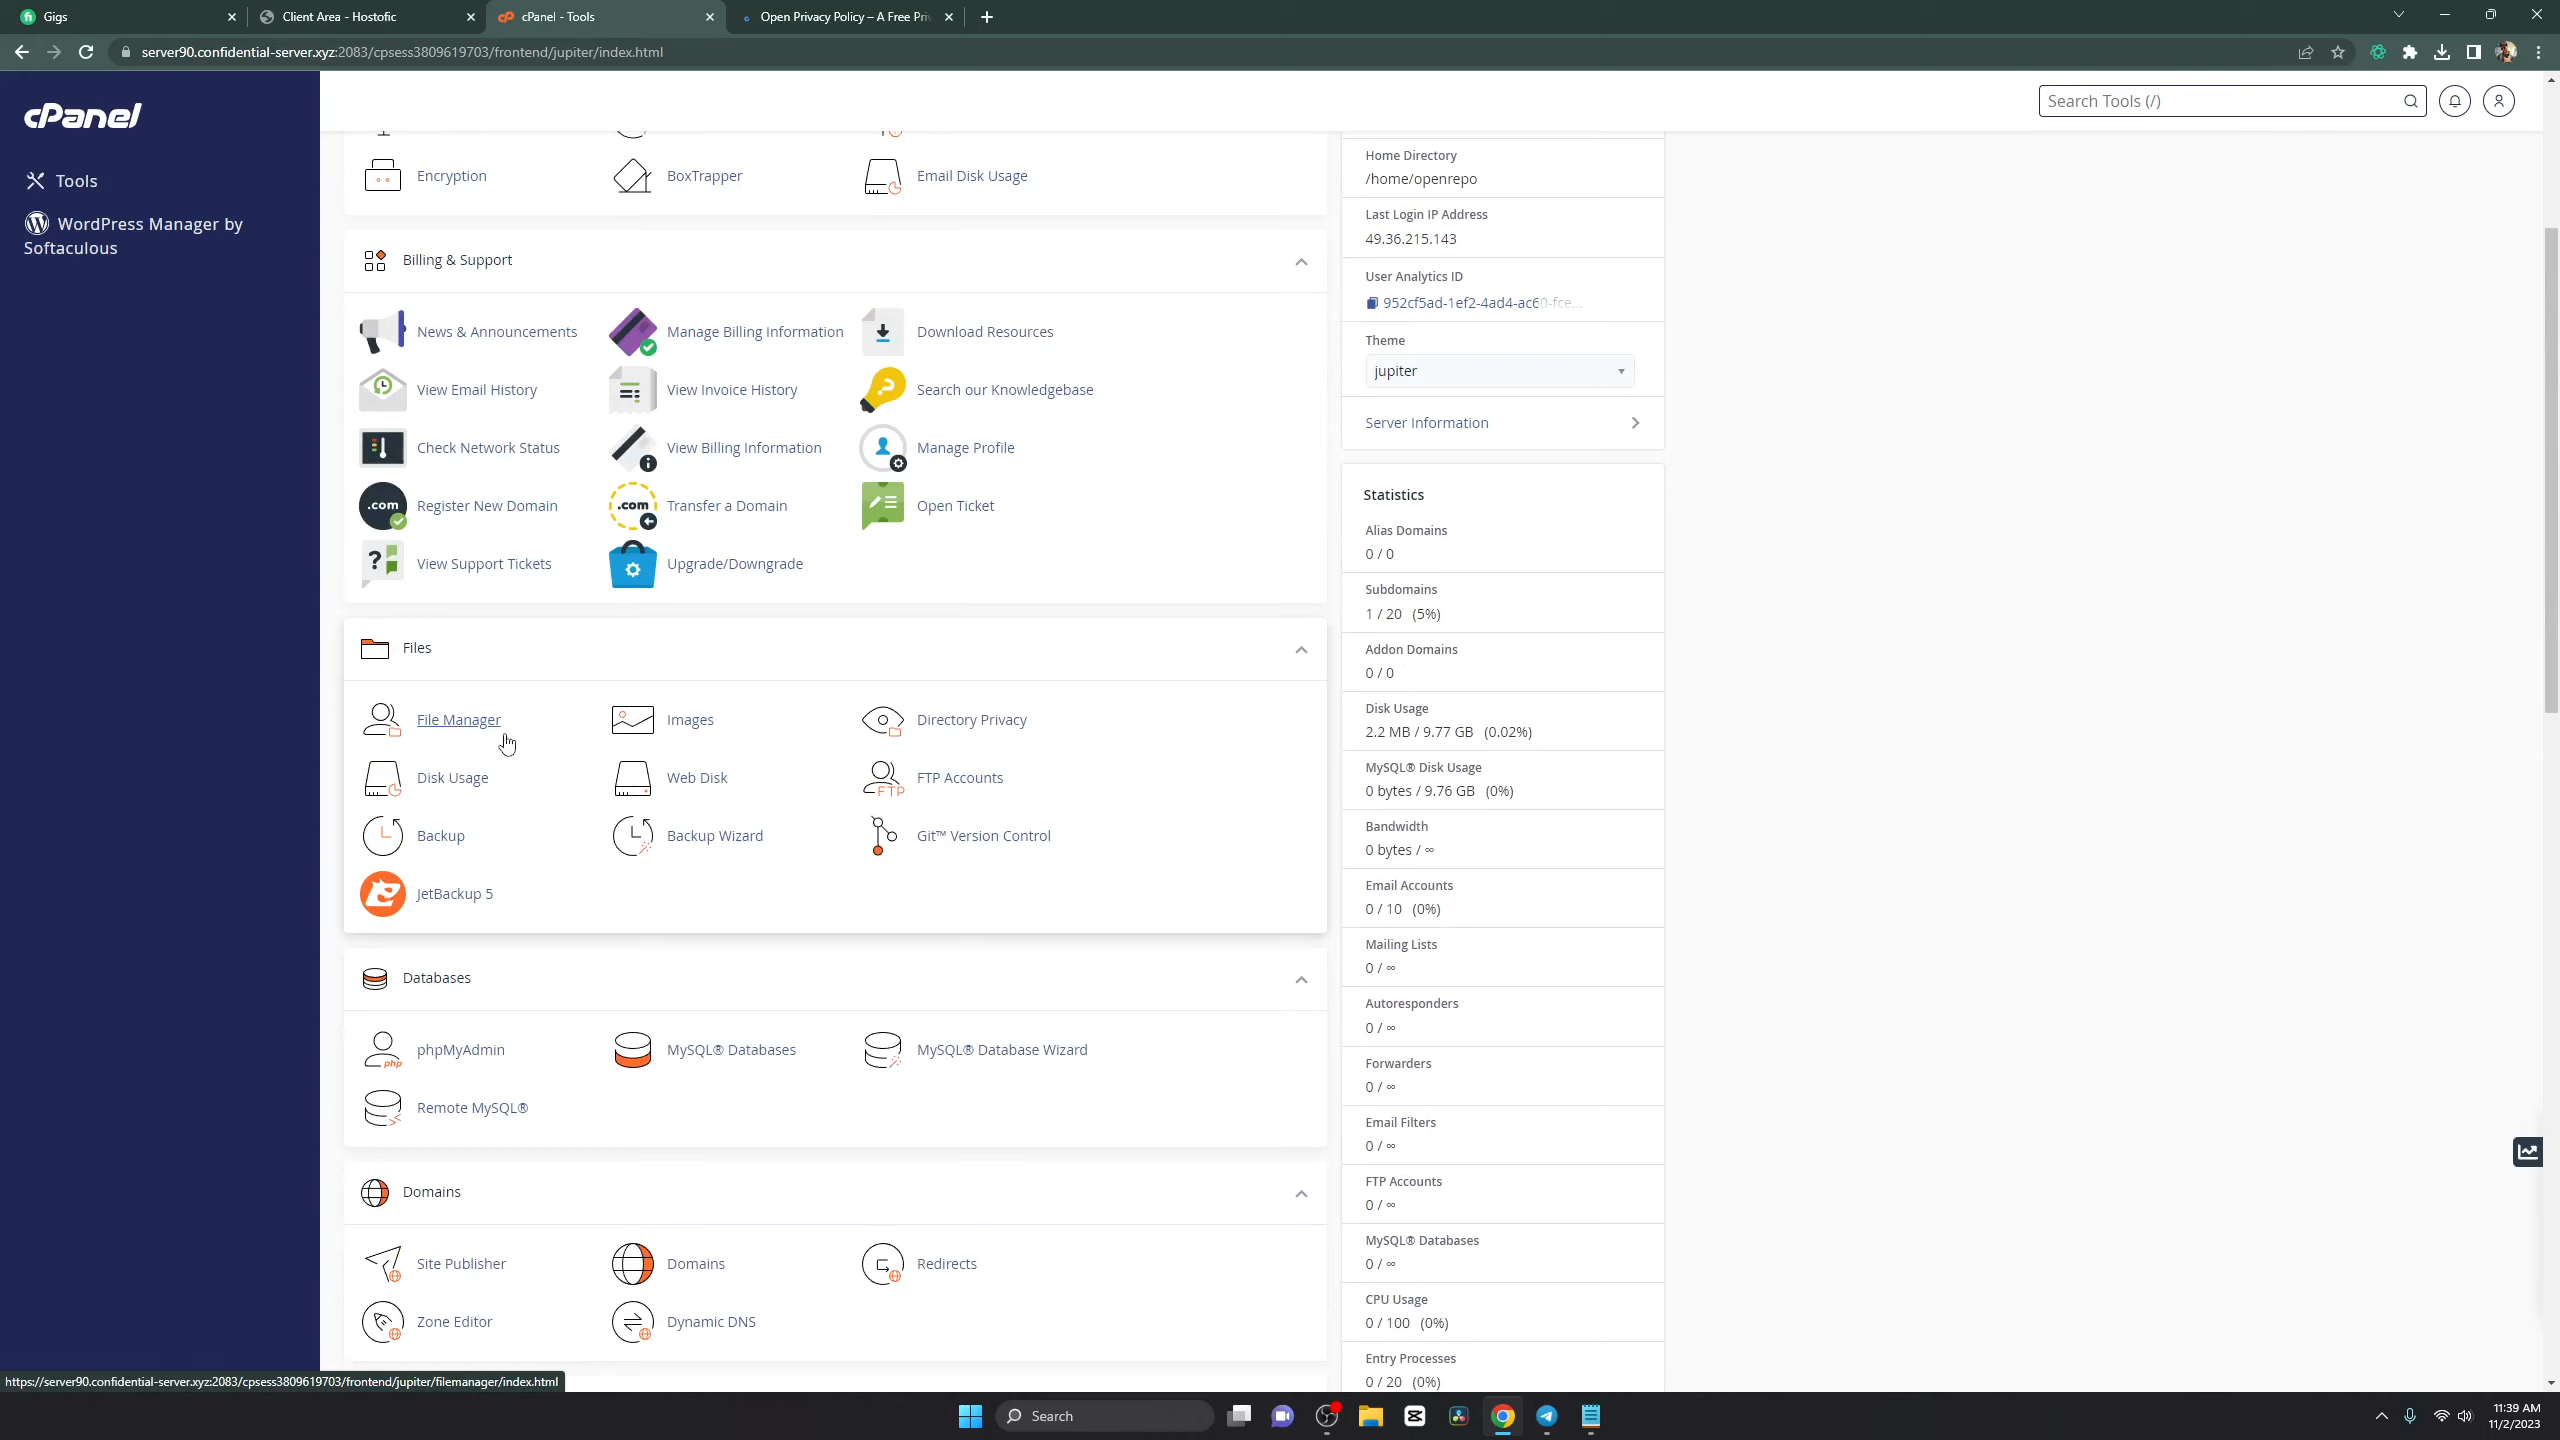 Gigs
Client Area - Hostofic
cPanel - Tools
Open Privacy Policy – A Free Pri
server90.confidential-server.xyz:2083/cpsess3809619703/frontend/jupiter/index.html
cPanel
Search Tools (/)
Tools
WordPress Manager by
Softaculous
Encryption
BoxTrapper
Email Disk Usage
Billing & Support
News & Announcements
Manage Billing Information
Download Resources
View Email History
View Invoice History
Search our Knowledgebase
Check Network Status
View Billing Information
Manage Profile
.com
Register New Domain
.com
Transfer a Domain
Open Ticket
View Support Tickets
Upgrade/Downgrade
Files
File Manager
Images
Directory Privacy
Disk Usage
Web Disk
FTP
FTP Accounts
Backup
Backup Wizard
Git™ Version Control
JetBackup 5
Databases
php
phpMyAdmin
MySQL® Databases
MySQL® Database Wizard
Remote MySQL®
Domains
Site Publisher
Domains
Redirects
Zone Editor
Dynamic DNS
Home Directory
/home/openrepo
Last Login IP Address
49.36.215.143
User Analytics ID
952cf5ad-1ef2-4ad4-ac60-fce...
Theme
jupiter
Server Information
Statistics
Alias Domains
0 / 0
Subdomains
1 / 20 (5%)
Addon Domains
0 / 0
Disk Usage
2.2 MB / 9.77 GB (0.02%)
MySQL® Disk Usage
0 bytes / 9.76 GB (0%)
Bandwidth
0 bytes / ∞
Email Accounts
0 / 10 (0%)
Mailing Lists
0 / ∞
Autoresponders
0 / ∞
Forwarders
0 / ∞
Email Filters
0 / ∞
FTP Accounts
0 / ∞
MySQL® Databases
0 / ∞
CPU Usage
0 / 100 (0%)
Entry Processes
0 / 20 (0%)
https://server90.confidential-server.xyz:2083/cpsess3809619703/frontend/jupiter/filemanager/index.html
Search
11:39 AM
11/2/2023